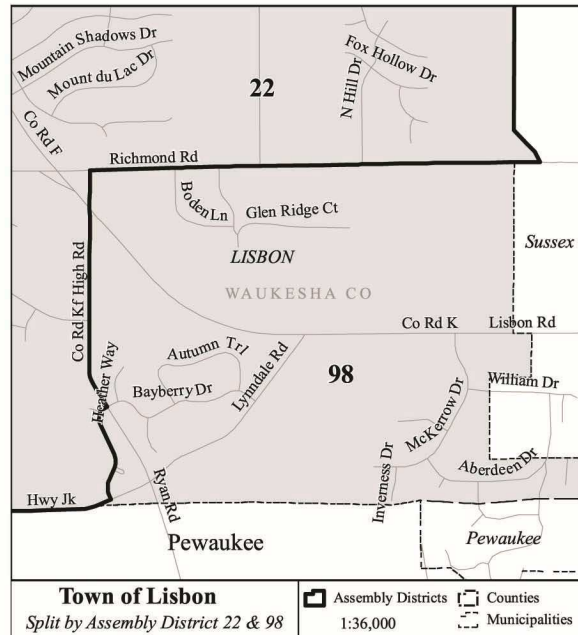 Mountain Shadows Dr
Mount du Lac Dr
Fox Hollow Dr
N Hill Dr
22
Co Rd F
Richmond Rd
Boden Ln
Glen Ridge Ct
LISBON
Sussex
WAUKESHA CO
Co Rd Kf High Rd
Co Rd K
Lisbon Rd
Autumn Trl
Lynndale Rd
98
Heather Way
Bayberry Dr
William Dr
McKerrow Dr
Aberdeen Dr
Inverness Dr
Ryan Rd
Hwy Jk
Pewaukee
Pewaukee
Town of Lisbon
Split by Assembly District 22 & 98
Assembly Districts
Counties
1:36,000
Municipalities